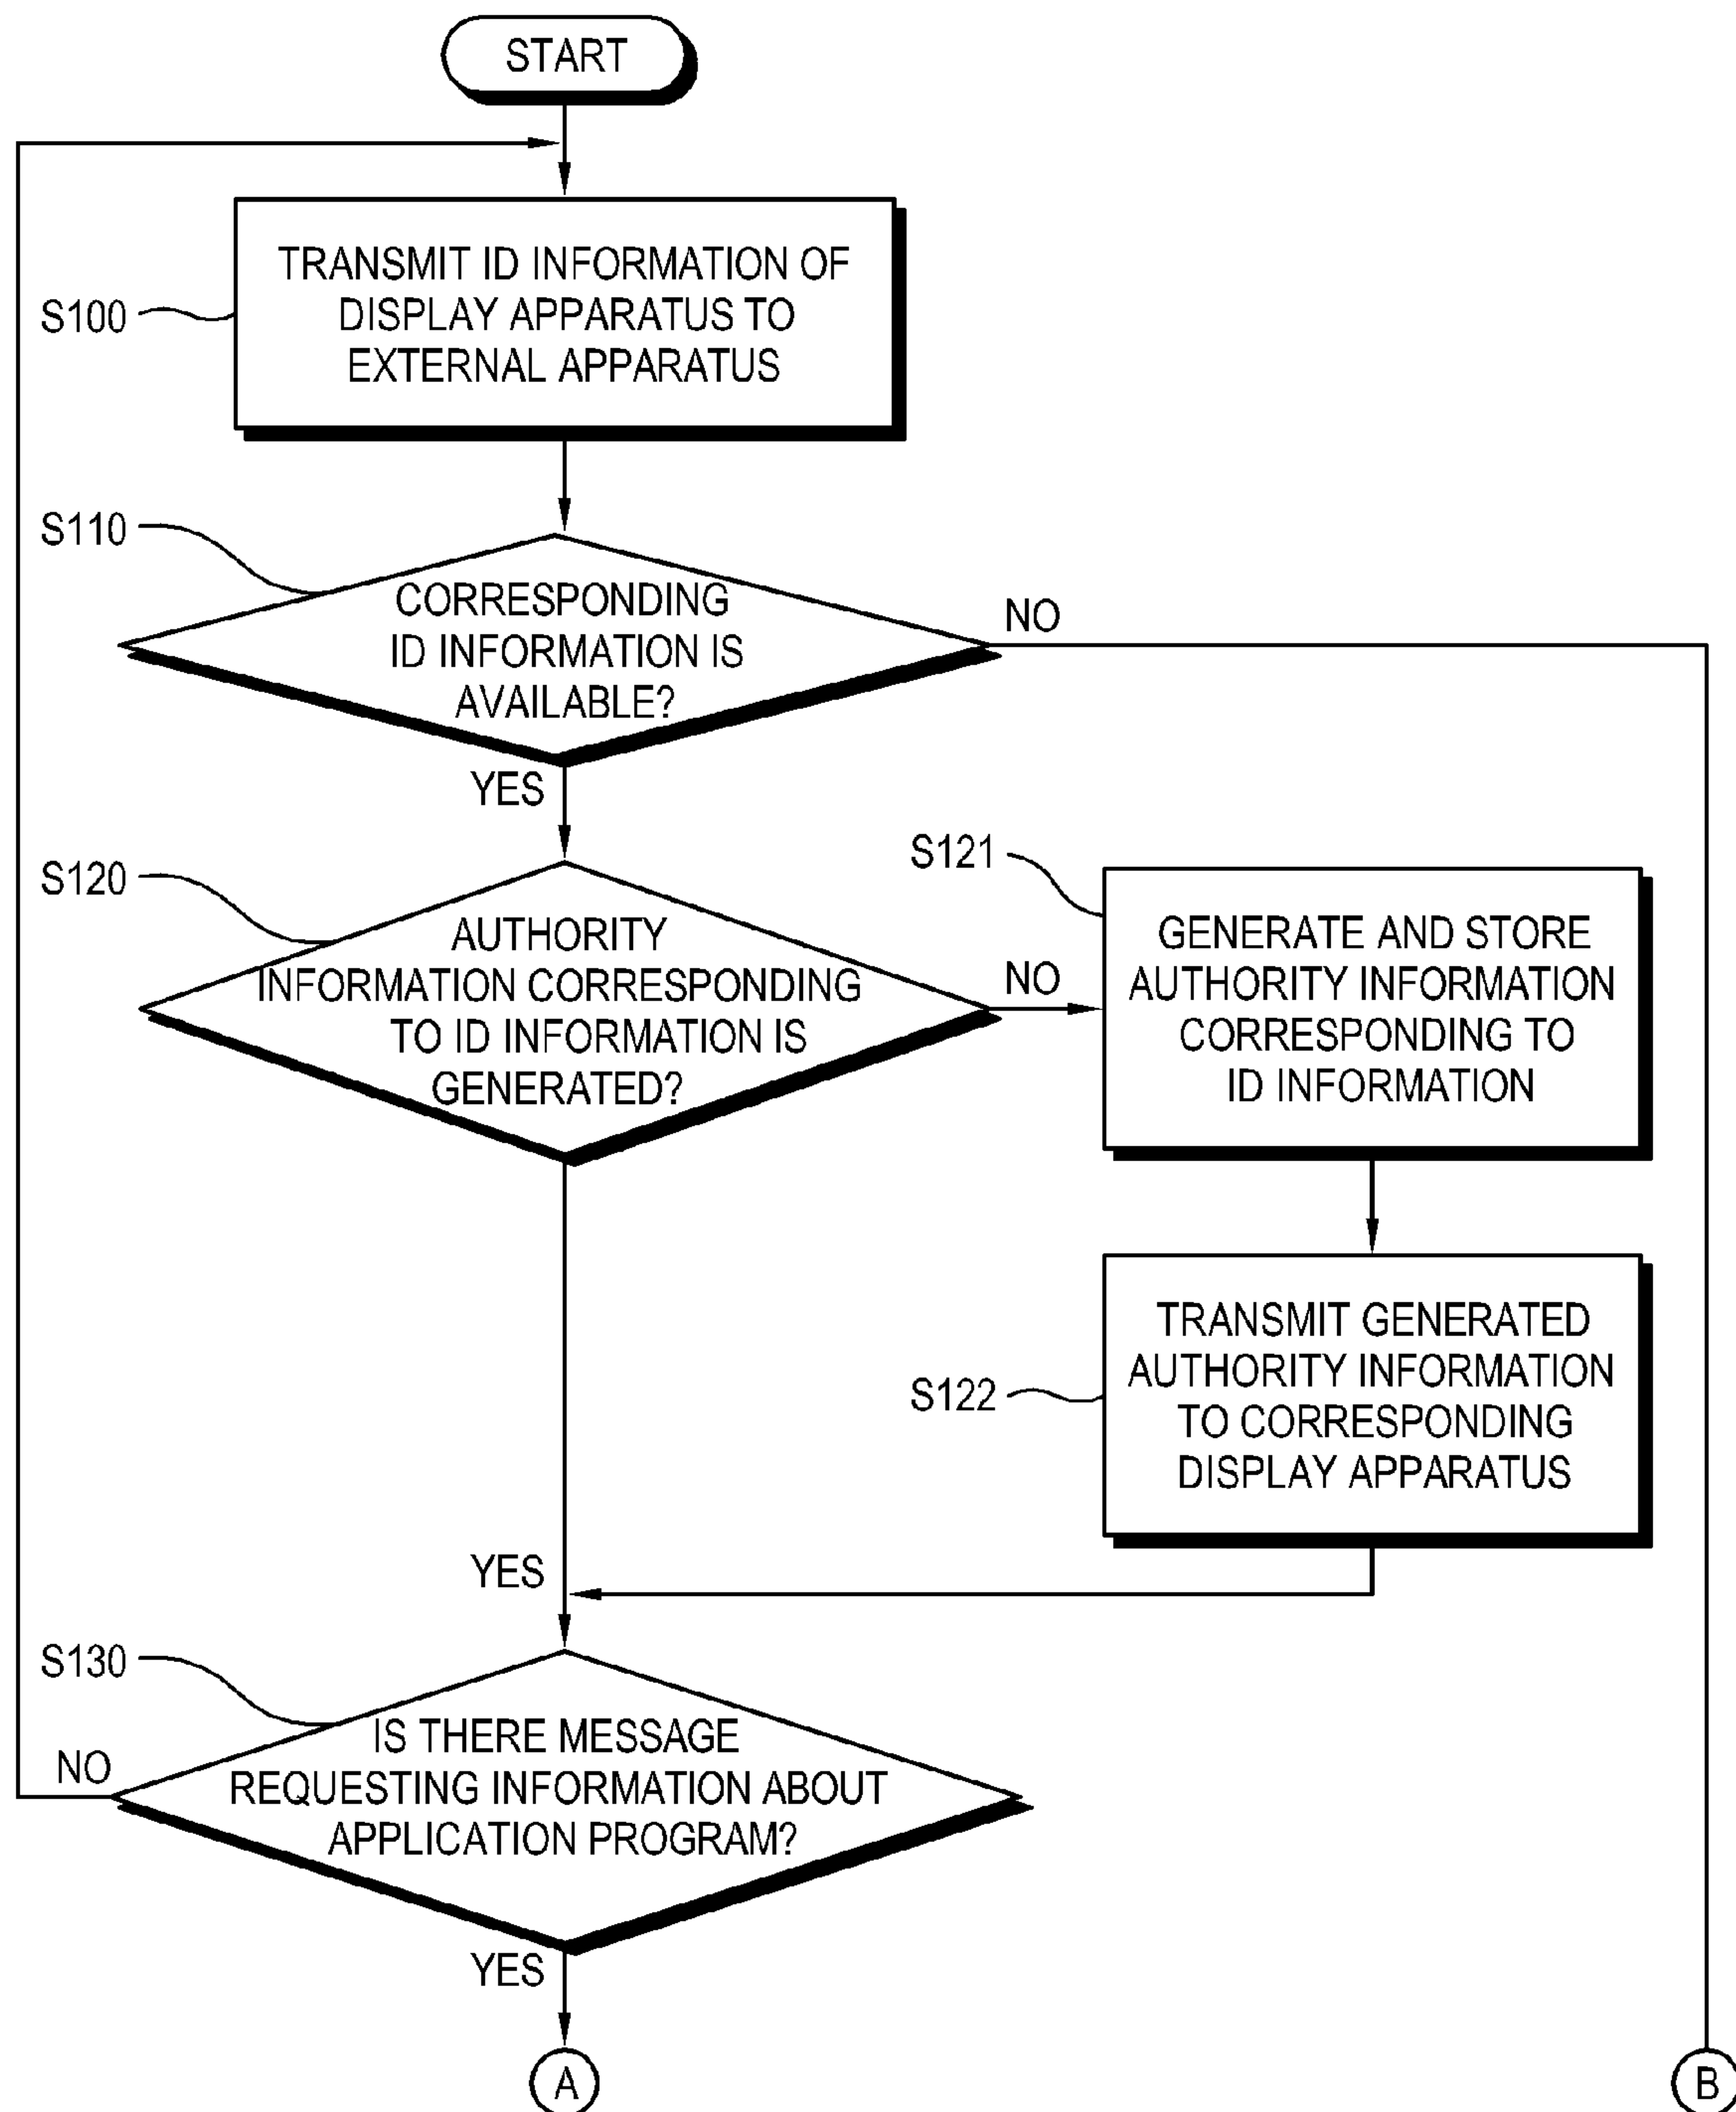 START
S100
TRANSMIT ID INFORMATION OF
DISPLAY APPARATUS TO
EXTERNAL APPARATUS
S110
CORRESPONDING
ID INFORMATION IS
AVAILABLE?
NO
YES
S120
AUTHORITY
INFORMATION CORRESPONDING
TO ID INFORMATION IS
GENERATED?
NO
S121
GENERATE AND STORE
AUTHORITY INFORMATION
CORRESPONDING TO
ID INFORMATION
S122
TRANSMIT GENERATED
AUTHORITY INFORMATION
TO CORRESPONDING
DISPLAY APPARATUS
YES
S130
IS THERE MESSAGE
REQUESTING INFORMATION ABOUT
APPLICATION PROGRAM?
NO
YES
A
B